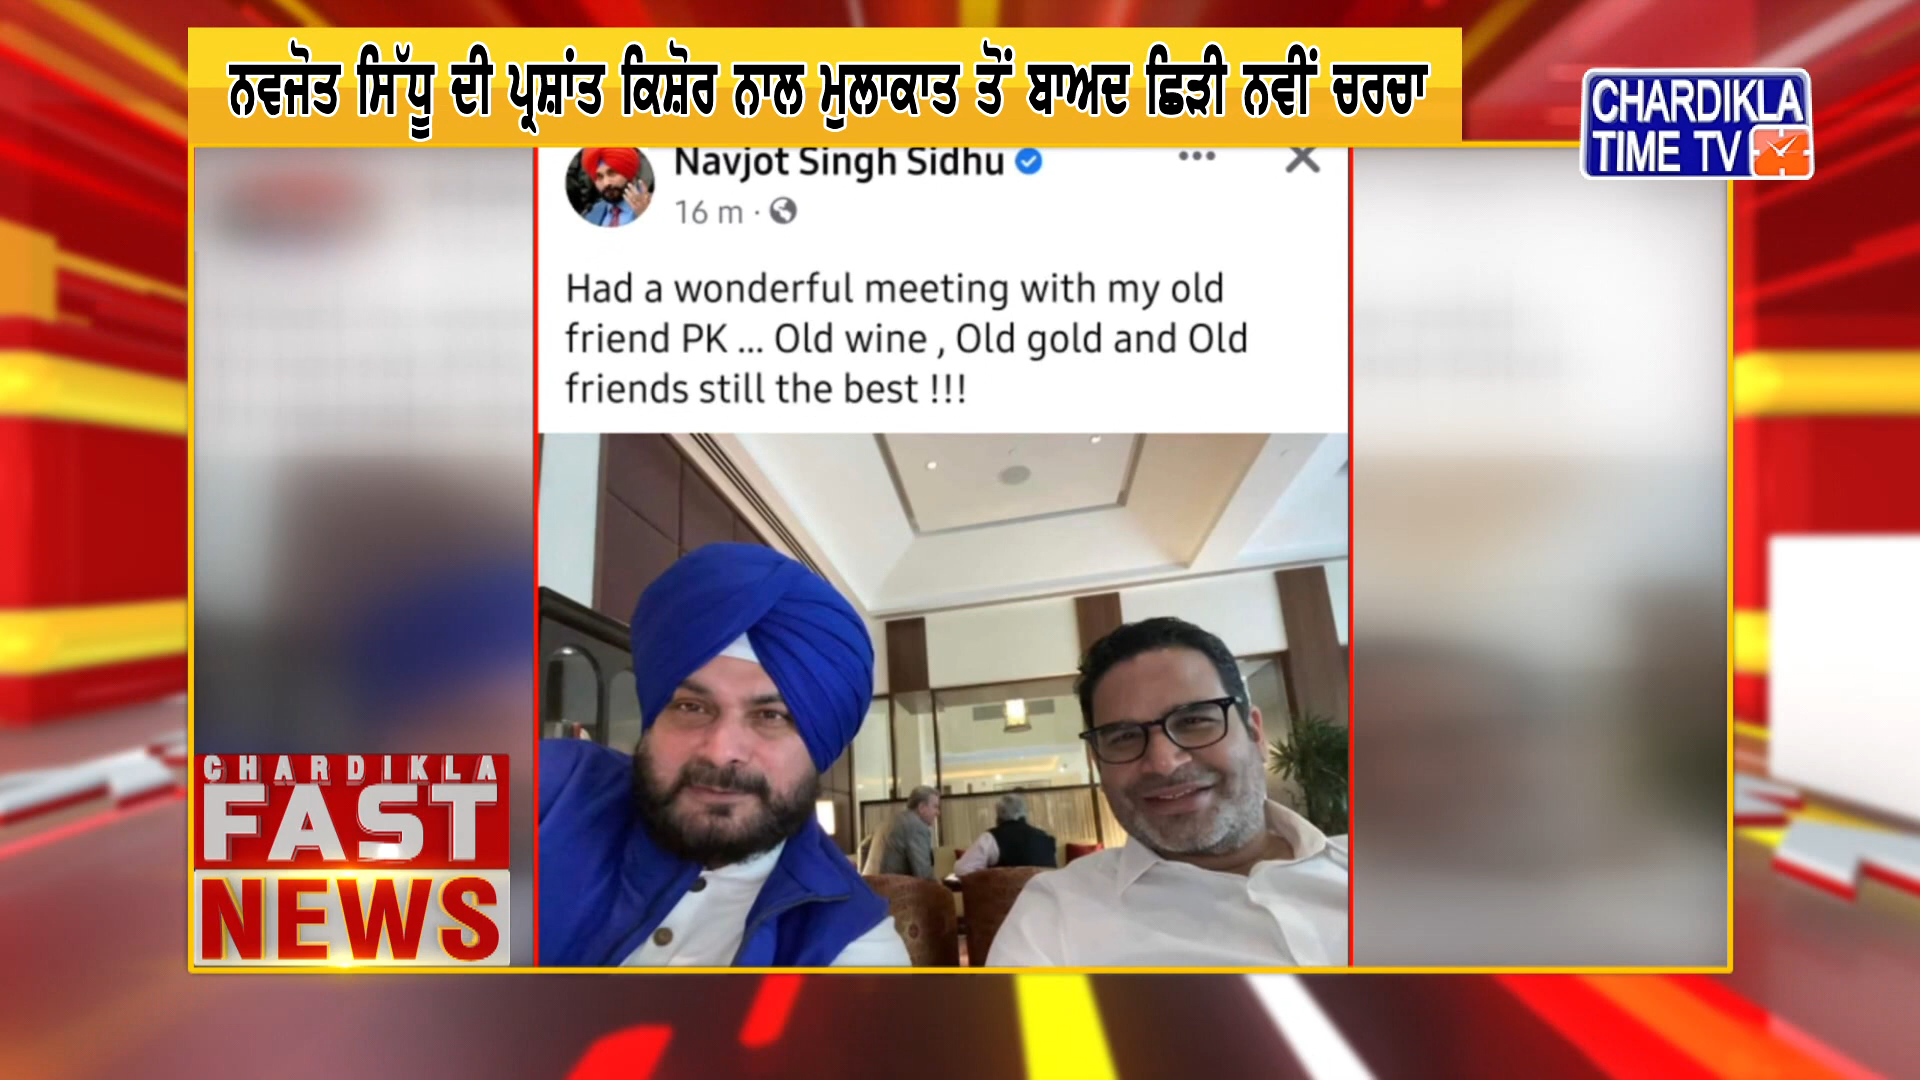 ਨਵਜੋਤ ਸਿੱਧੂ ਦੀ ਪ੍ਰਸ਼ਾਂਤ ਕਿਸ਼ੋਰ ਨਾਲ ਮੁਲਾਕਾਤ ਤੋਂ ਬਾਅਦ ਛਿੜੀ ਨਵੀਂ ਚਰਚਾ
CHARDIKLA
TIME TV
Navjot Singh Sidhu
16 m ·
Had a wonderful meeting with my old
friend PK ... Old wine , Old gold and Old
friends still the best !!!
CHARDIKLA
FAST
NEWS